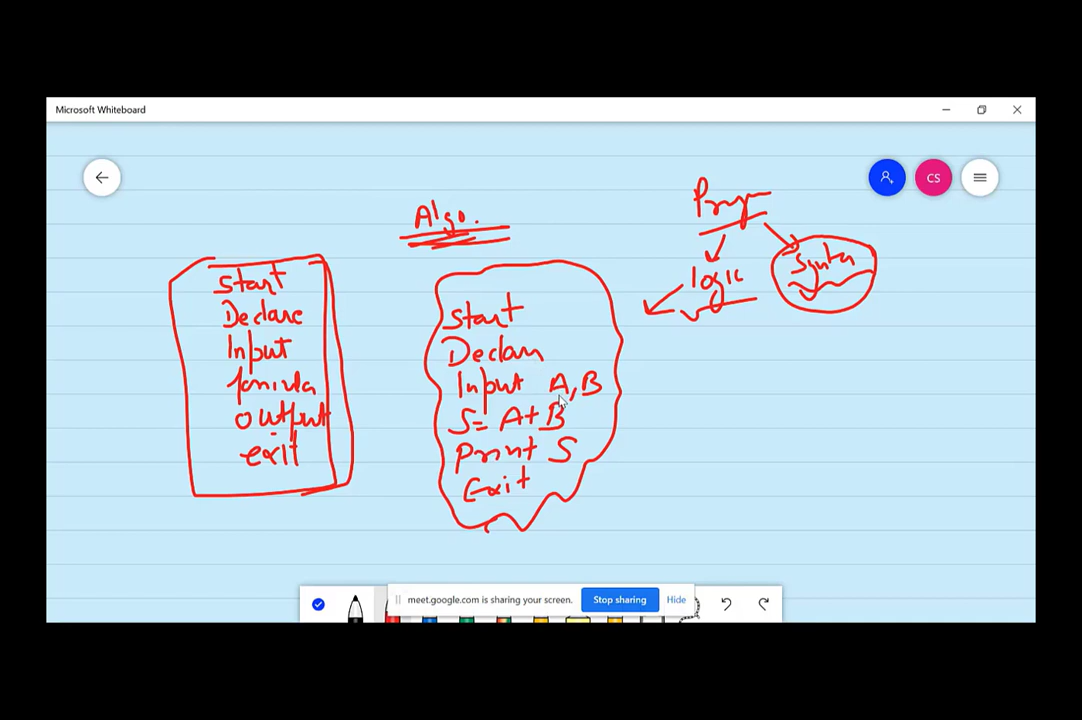 Microsoft Whiteboard
CS
Algo.
Prog
logic
Syntax
Start
Declare
Input
formula
output
exit
Start
Declare
Input A, B
S= A+B
Print S
Exit
meet.google.com is sharing your screen.
Stop sharing
Hide